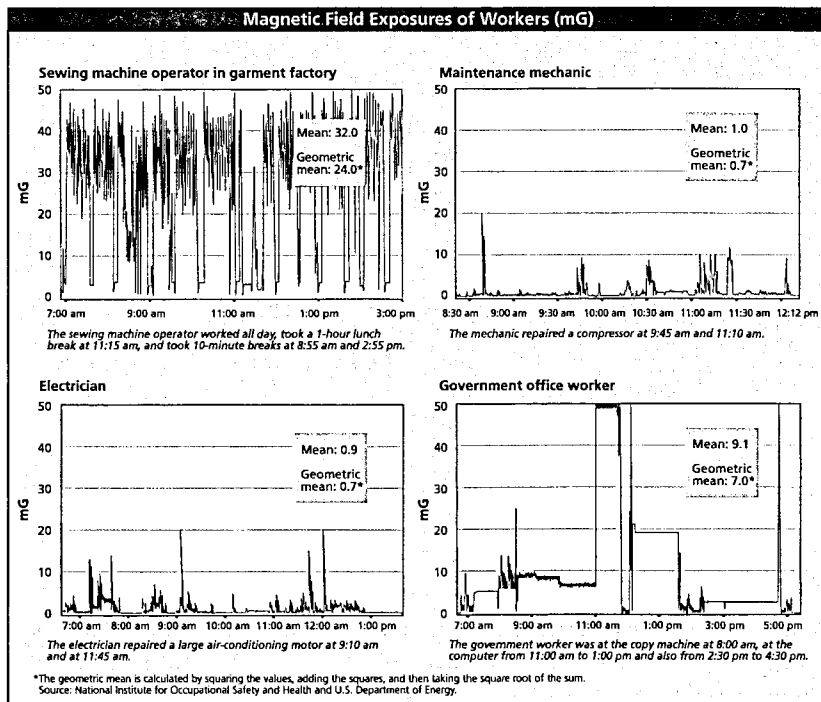 Magnetic Field Exposures of Workers (mG)
Sewing machine operator in garment factory
50
40
30
20
10
0
mG
Mean: 32.0
Geometric
mean: 24.0*
7:00 am 9:00 am 11:00 am 1:00 pm 3:00 pm
The sewing machine operator worked all day, took a 1-hour lunch
break at 11:15 am, and took 10-minute breaks at 8:55 am and 2:55 pm.
Maintenance mechanic
50
40
30
20
10
0
mG
Mean: 1.0
Geometric
mean: 0.7*
8:30 am 9:00 am 9:30 am 10:00 am 10:30 am 11:00 am 11:30 am 12:12 pm
The mechanic repaired a compressor at 9:45 am and 11:10 am.
Electrician
50
40
30
20
10
0
mG
Mean: 0.9
Geometric
mean: 0.7*
7:00 am 8:00 am 9:00 am 10:00 am 11:00 am 12:00 am 1:00 pm
The electrician repaired a large air-conditioning motor at 9:10 am
and at 11:45 am.
Government office worker
50
40
30
20
10
0
mG
Mean: 9.1
Geometric
mean: 7.0*
7:00 am 9:00 am 11:00 am 1:00 pm 3:00 pm 5:00 pm
The government worker was at the copy machine at 8:00 am, at the
computer from 11:00 am to 1:00 pm and also from 2:30 pm to 4:30 pm.
*The geometric mean is calculated by squaring the values, adding the squares, and then taking the square root of the sum.
Source: National Institute for Occupational Safety and Health and U.S. Department of Energy.